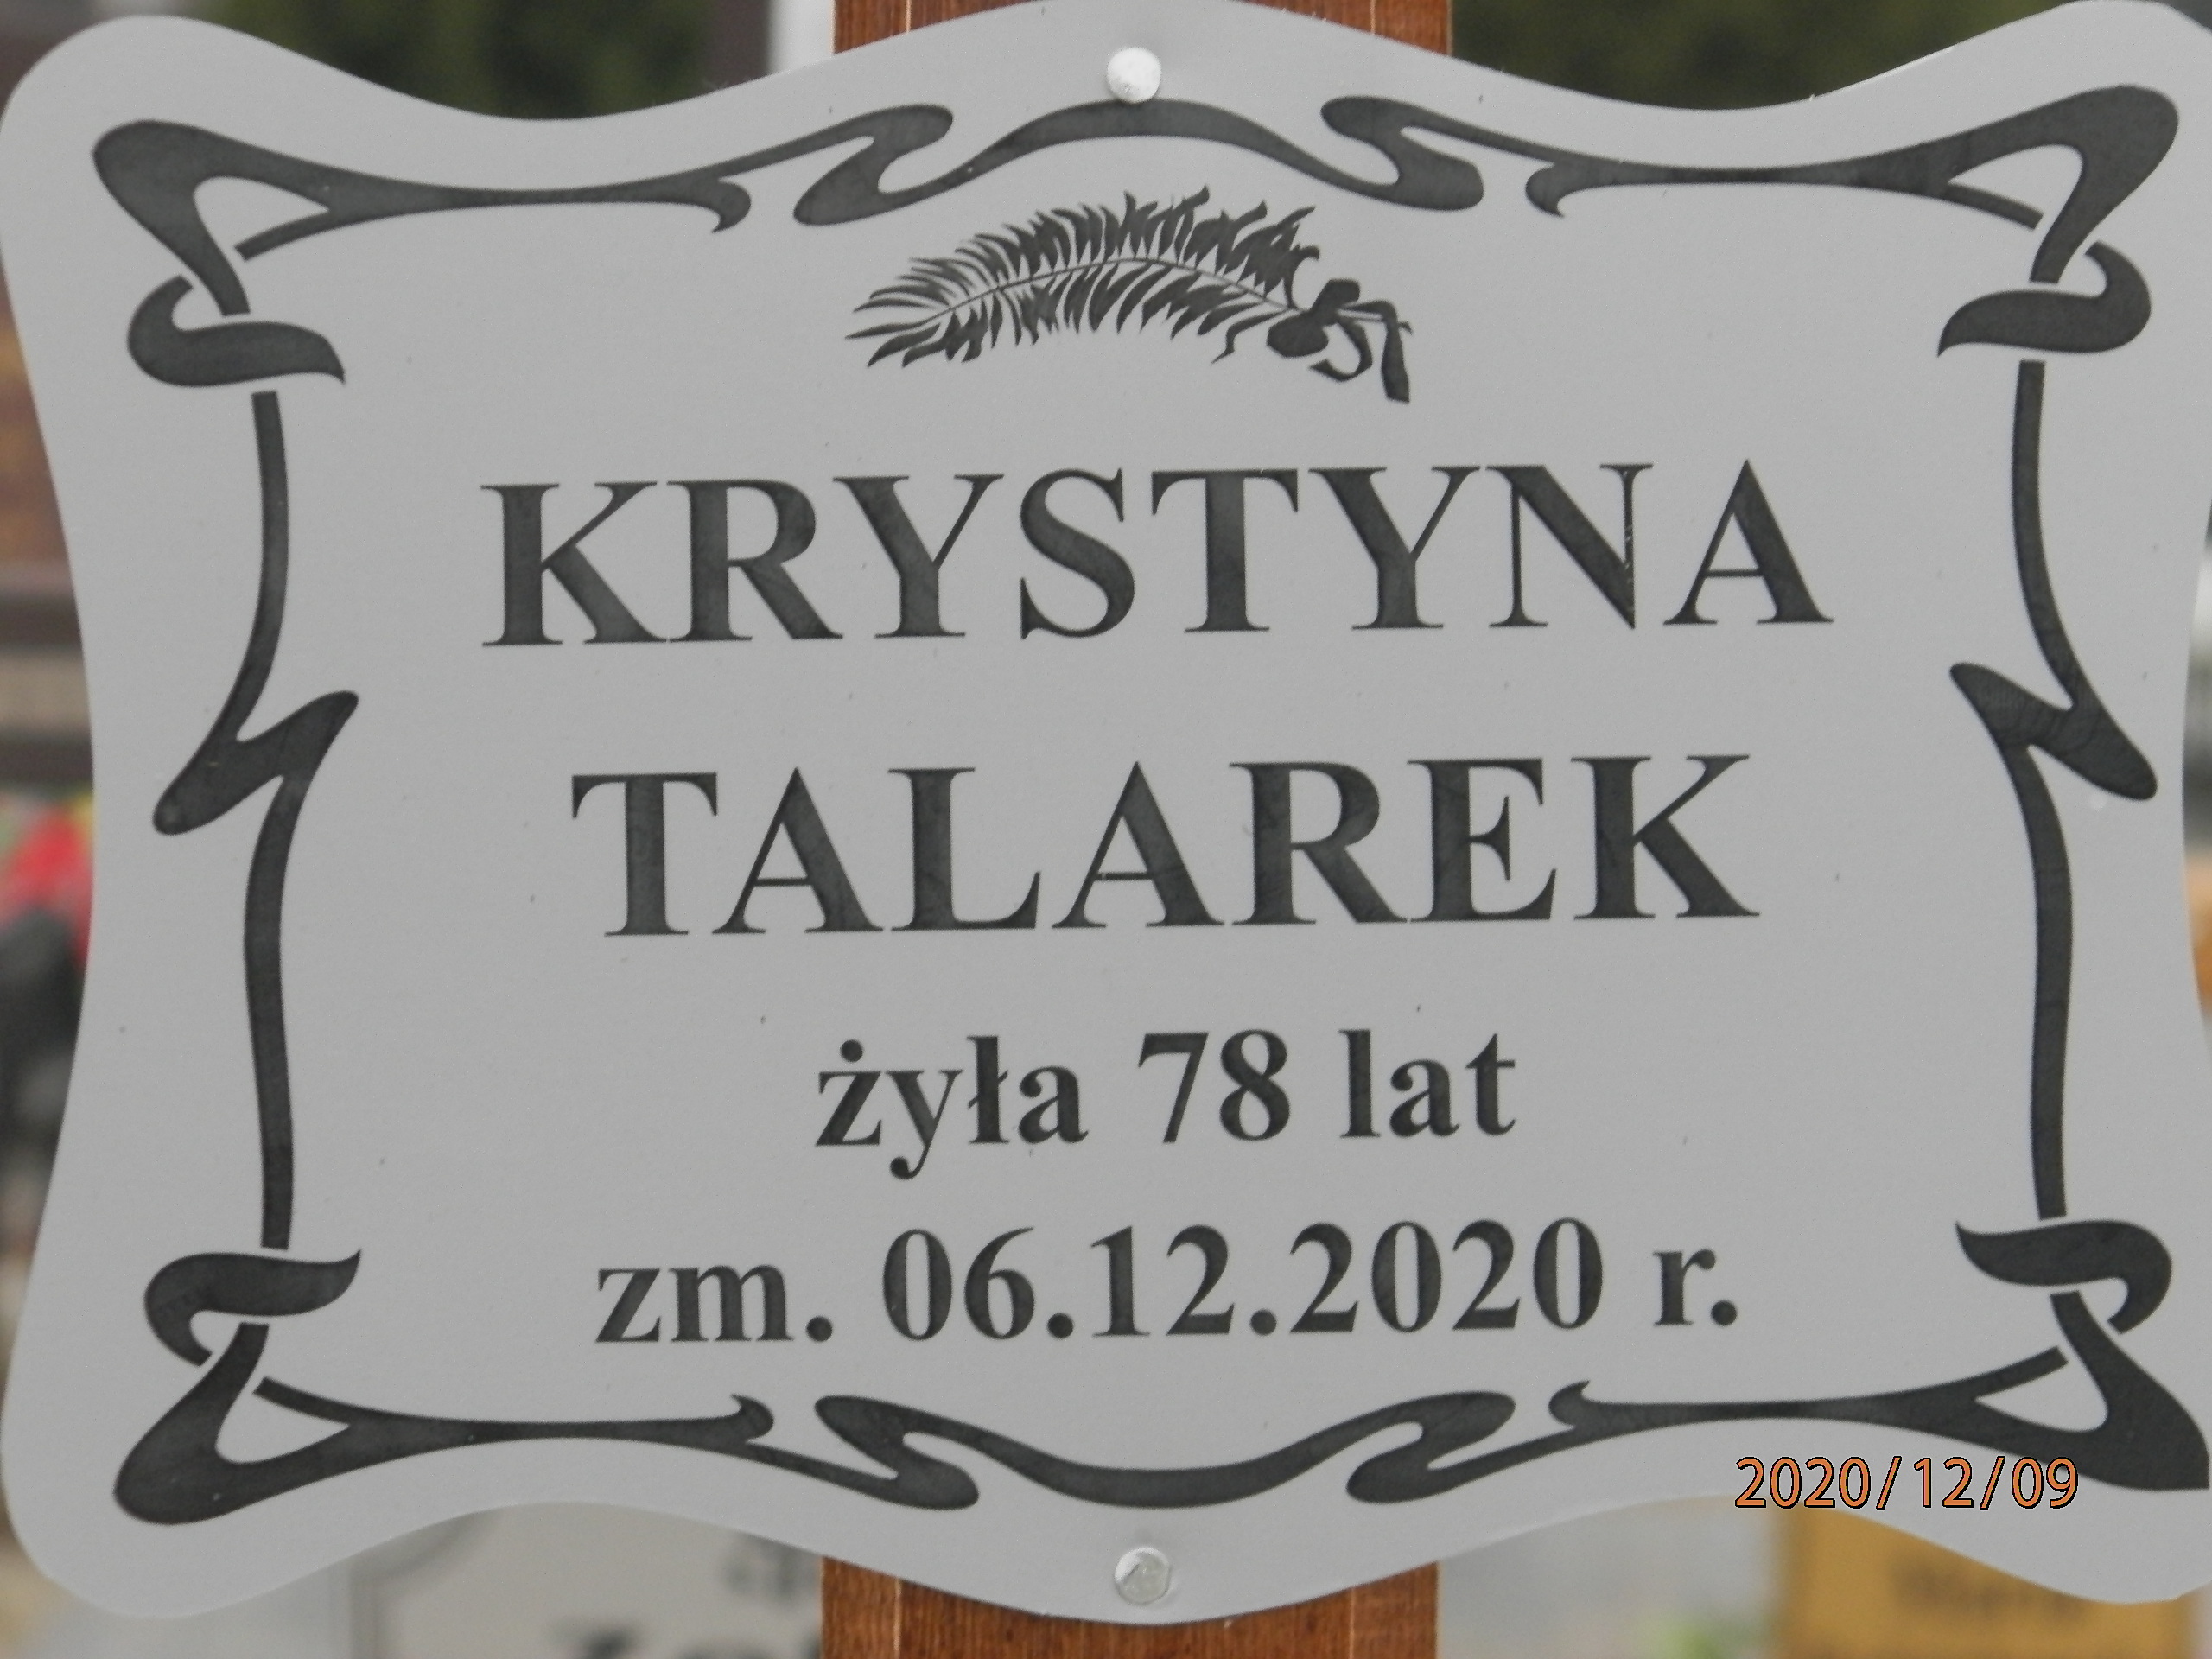 KRYSTYNA
TALAREK
żyła 78 lat
zm. 06.12.2020 r.
2020/12/09